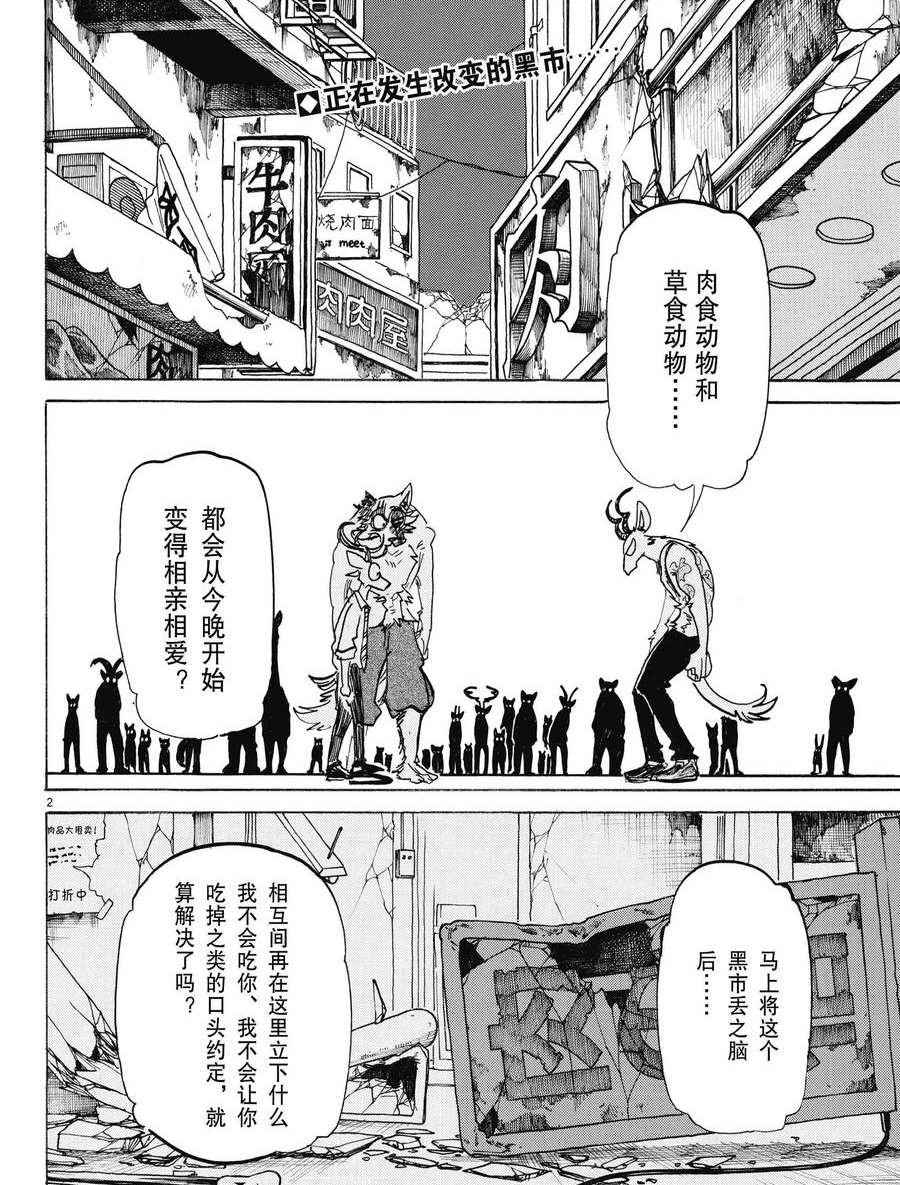 正在发生改变的黑市……
牛肉
烧肉面
meet
肉肉屋
肉
肉食动物和
草食动物……
都会从今晚开始
变得相亲相爱？
2
肉品大甩卖！
打折中
马上将这个
黑市丢之脑
后……
相互间再在这里立下什么
我不会吃你、我不会让你
吃掉之类的口头约定，就
算解决了吗？